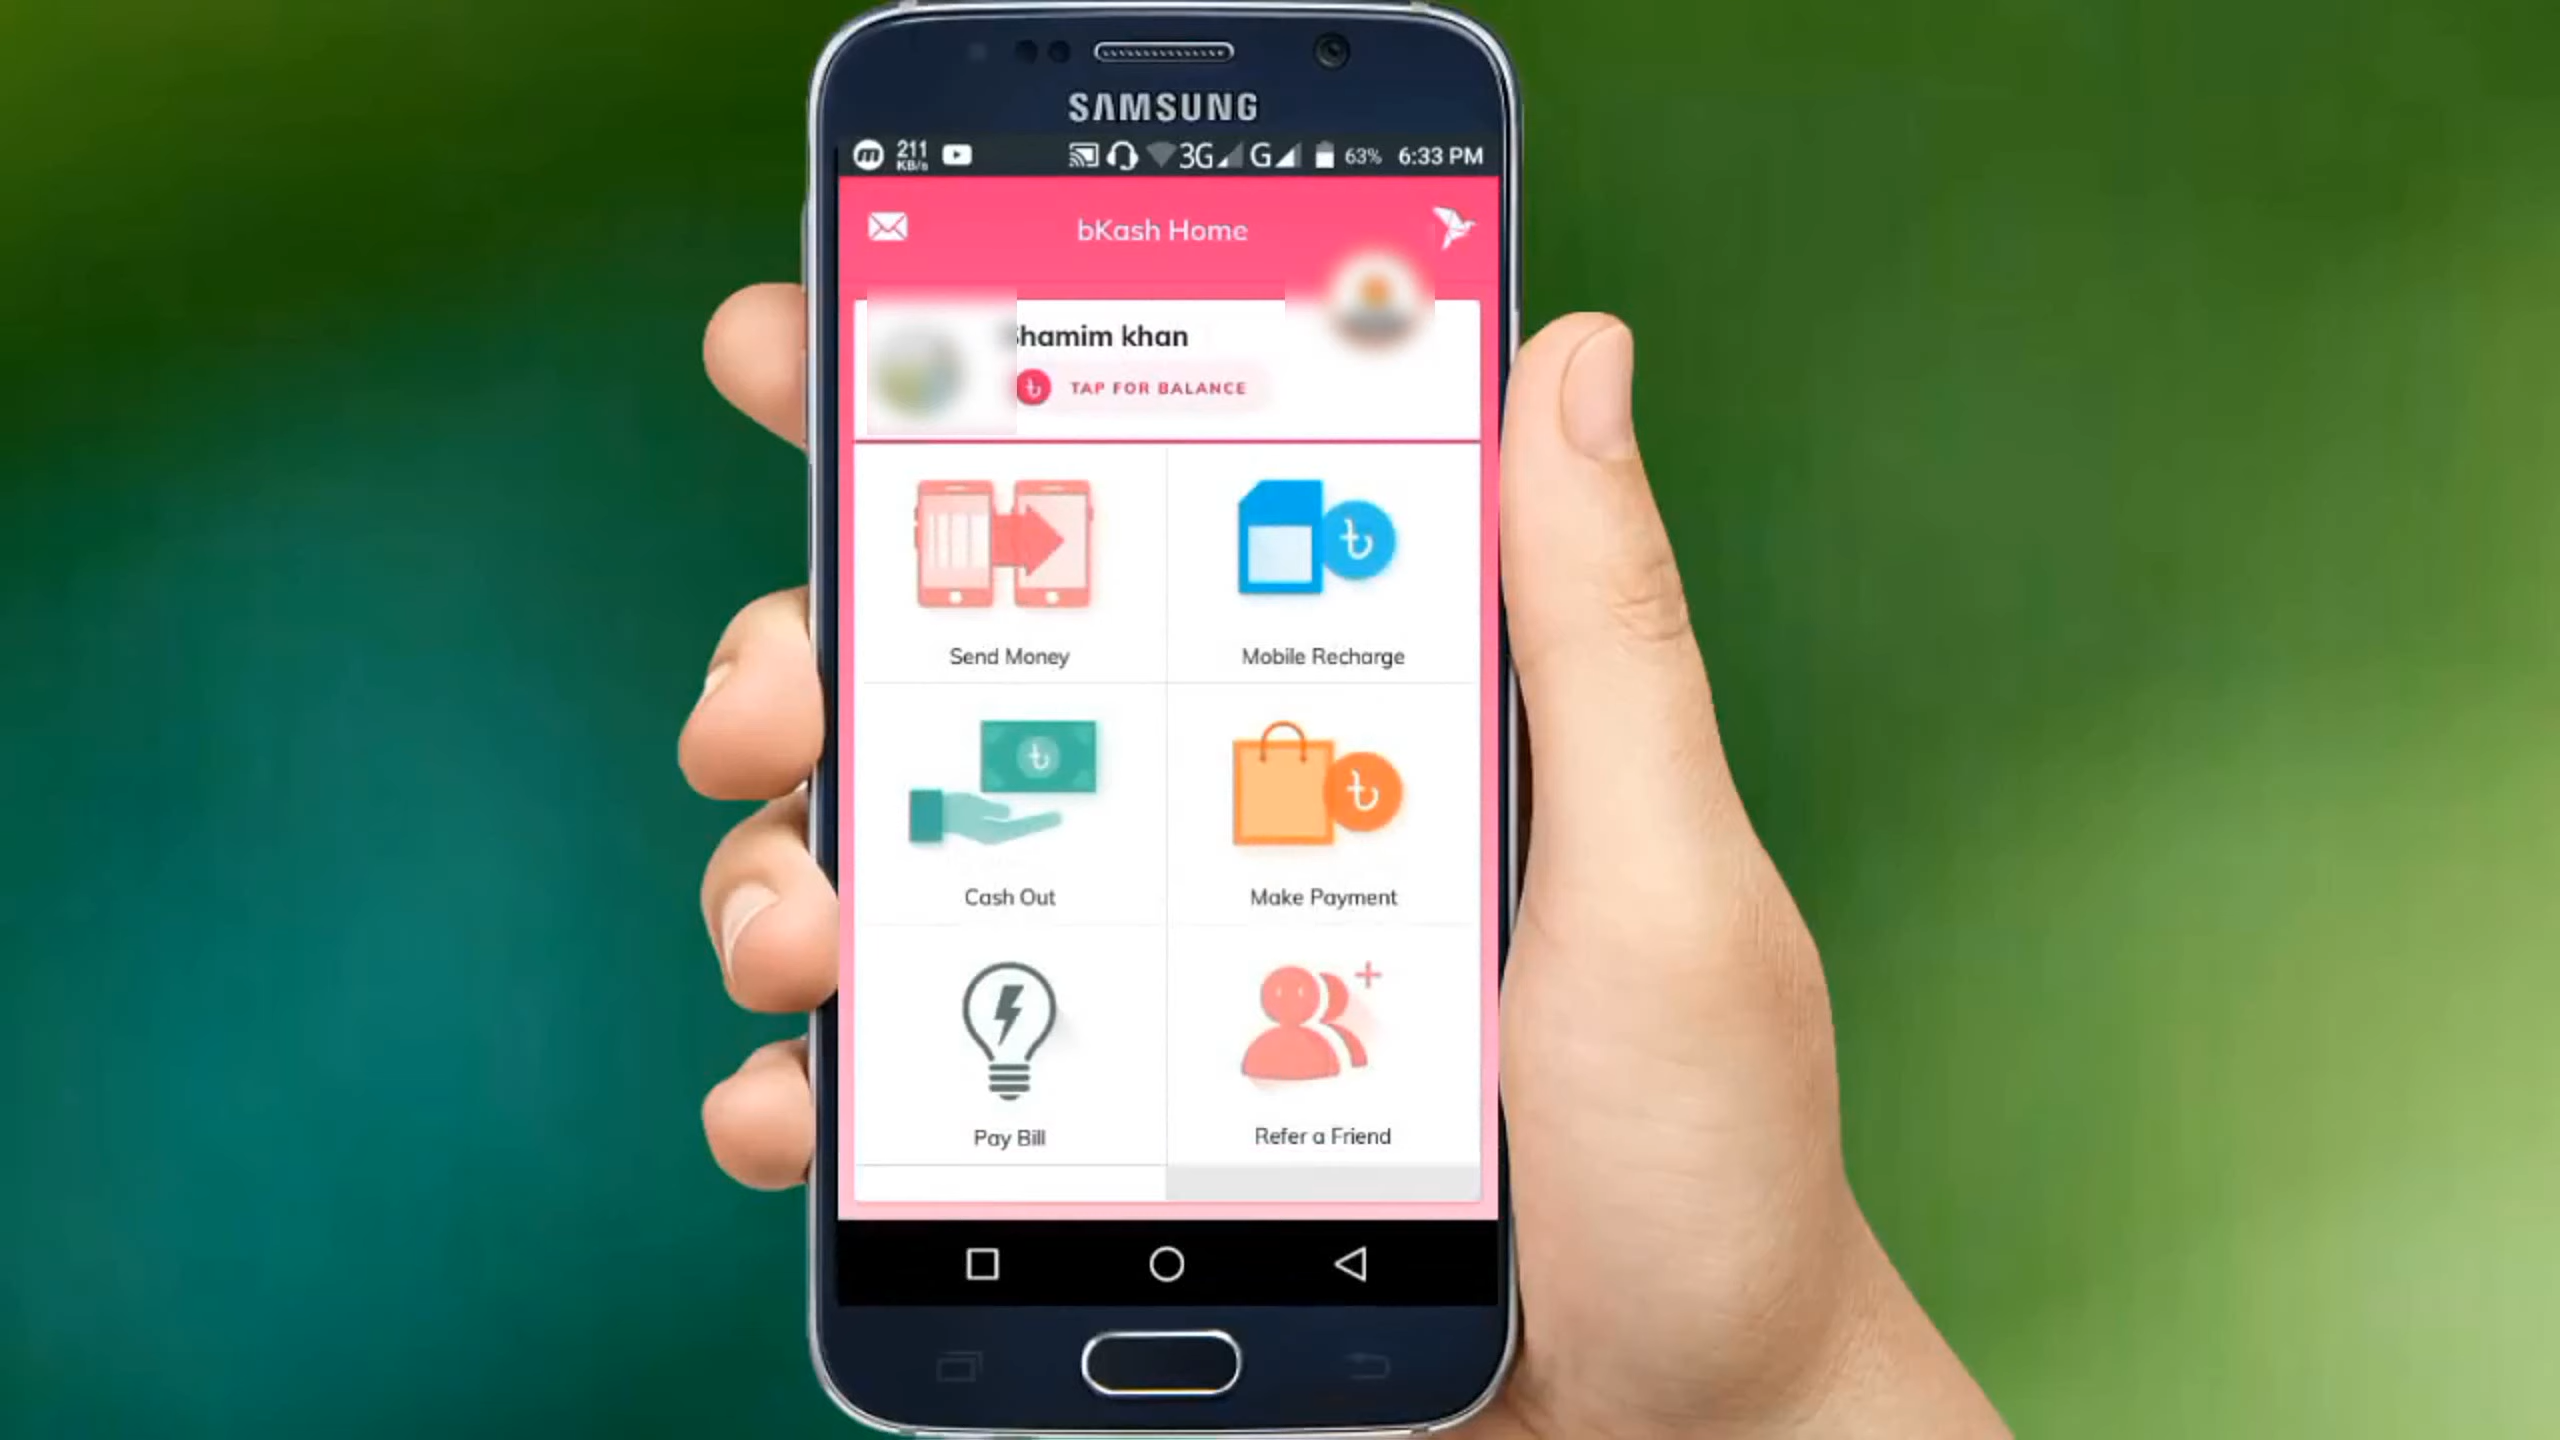 SAMSUNG
211
KB/s
3G
G
63%
6:33 PM
bKash Home
Shamim khan
৳
TAP FOR BALANCE
৳
Send Money
Mobile Recharge
৳
৳
Cash Out
Make Payment
Pay Bill
Refer a Friend